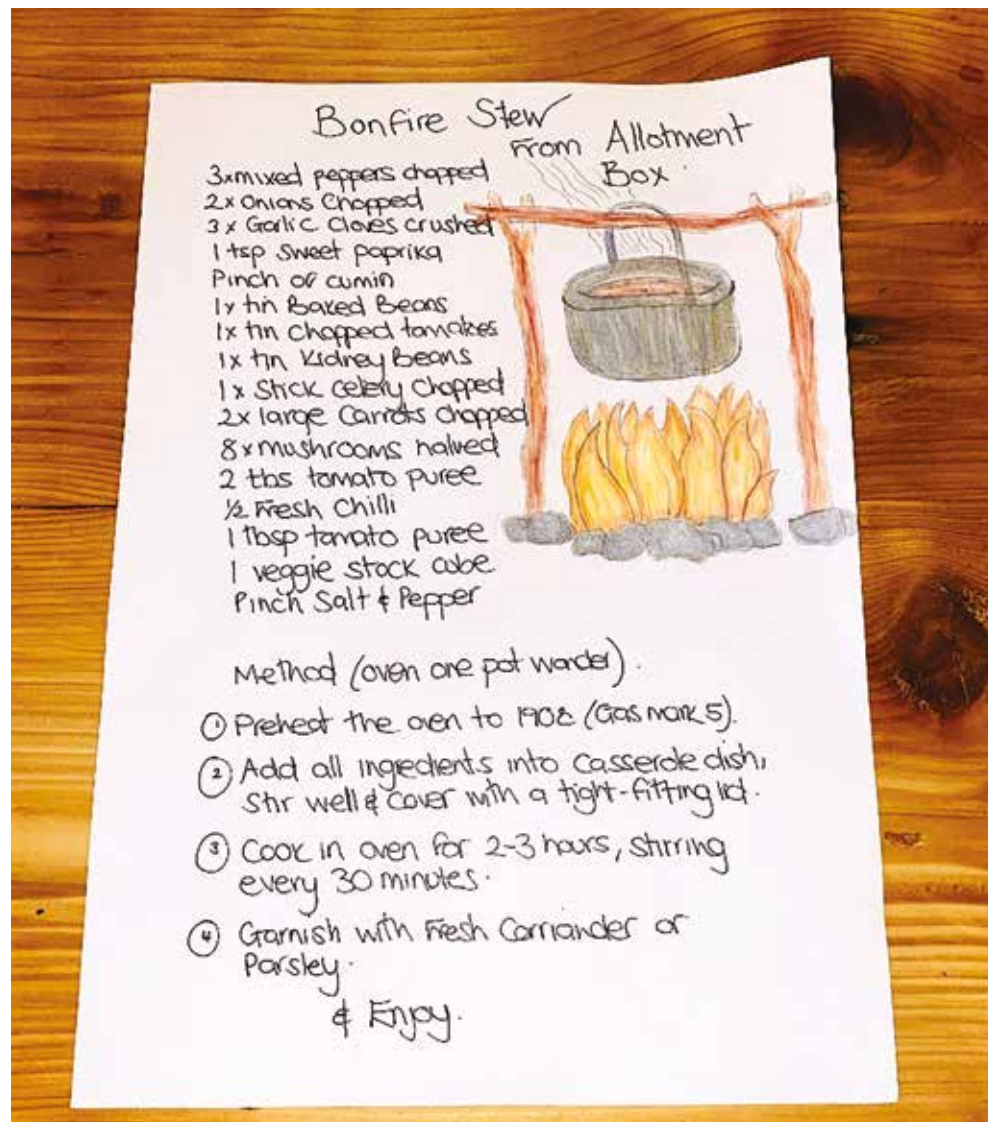 Bonfire Stew
From Allotment
Box.
3xmixed peppers chopped
2x Onions Chopped
3 x Garlic Cloves crushed
1 tsp sweet paprika
Pinch of cumin
1x tin Baked Beans
1x tin Chopped tomatoes
1x tin Kidney Beans
1x Stick celery chopped
2x large Carrots chopped
8x mushrooms halved
2 tbs tomato puree
½ Fresh Chilli
1 Tbsp tomato puree
1 veggie stock cube
Pinch Salt & Pepper
Method (oven one pot wonder).
1 Preheat the oven to 190c (Gas mark 5).
2 Add all ingredients into casserole dish,
Stir well & Cover with a tight-fitting lid.
3 Cook in oven for 2-3 hours, stirring
every 30 minutes.
4 Garnish with Fresh Corriander or
Parsley.
& Enjoy.